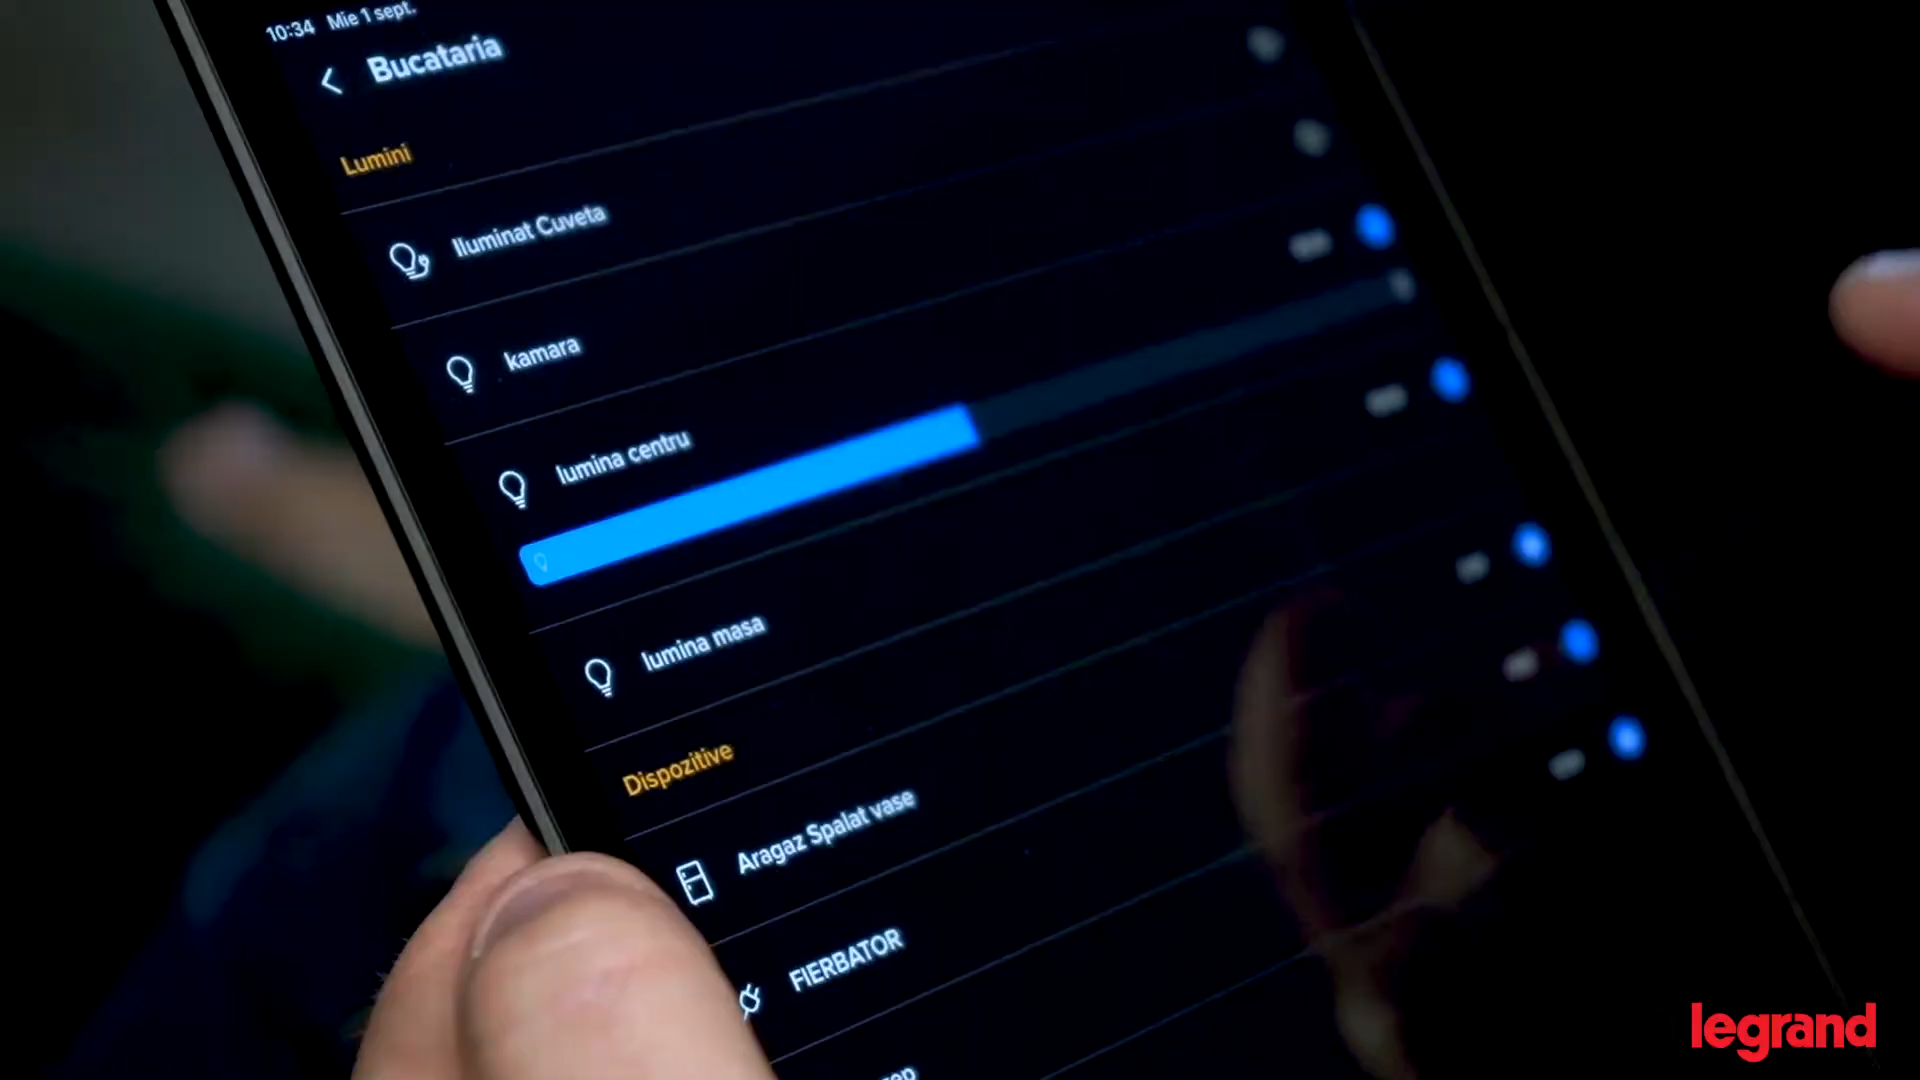 10:34 Mie 1 sept.
Bucataria
Lumini
Iluminat Cuveta
kamara
lumina centru
lumina masa
Dispozitive
Aragaz Spalat vase
FIERBATOR
legrand